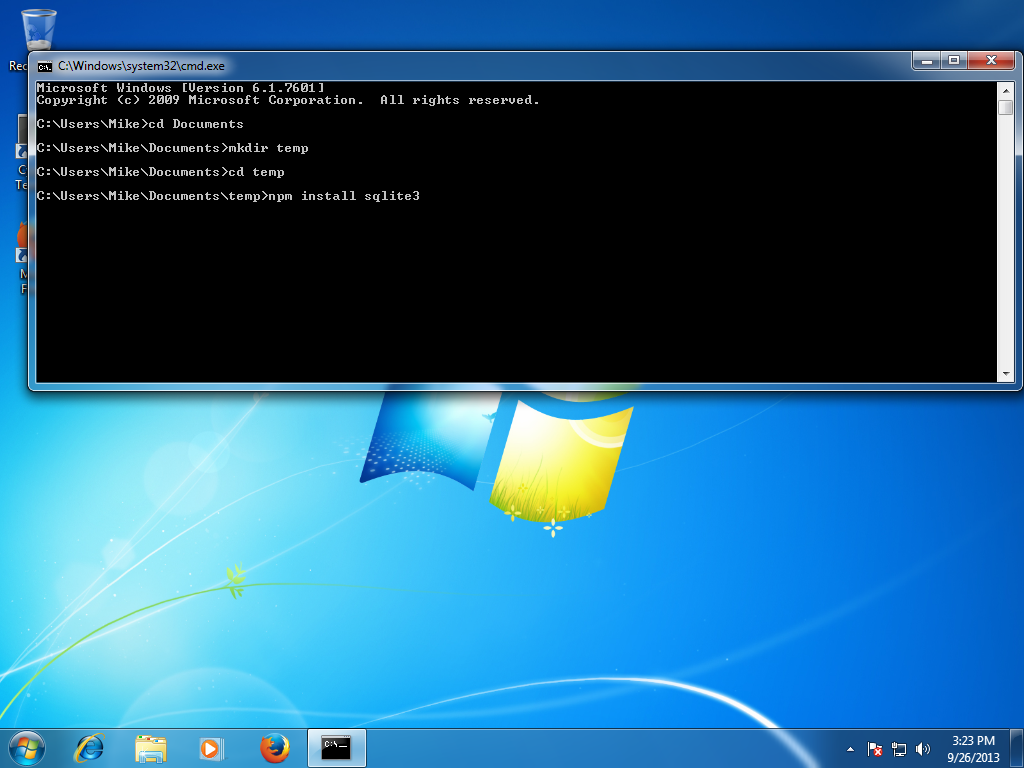 C:\Windows\system32\cmd.exe
Microsoft Windows [Version 6.1.7601]
Copyright (c) 2009 Microsoft Corporation.  All rights reserved.
C:\Users\Mike>cd Documents
C:\Users\Mike\Documents>mkdir temp
C:\Users\Mike\Documents>cd temp
C:\Users\Mike\Documents\temp>npm install sqlite3
3:23 PM
9/26/2013